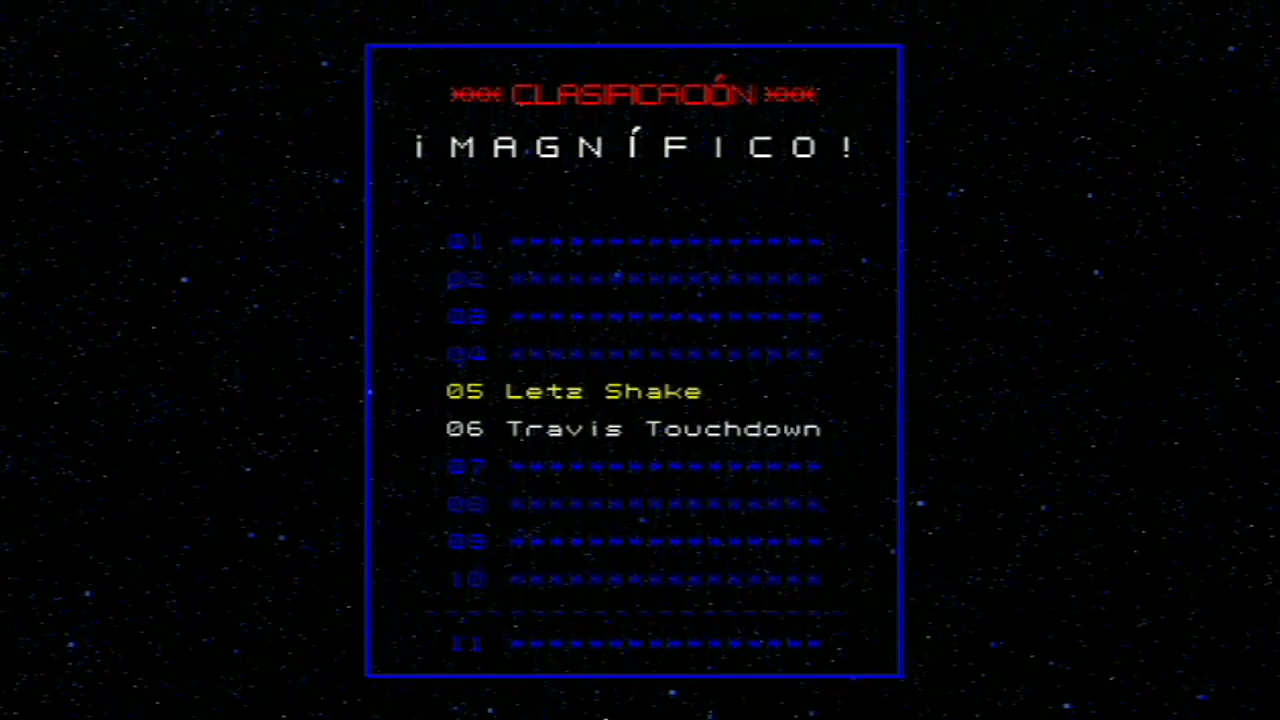 *** CLASIFICACIÓN ***
¡MAGNÍFICO!
01 ****************
02 ****************
03 ****************
04 ****************
05 Letz Shake
06 Travis Touchdown
07 ****************
08 ****************
09 ****************
10 ****************
11 ****************